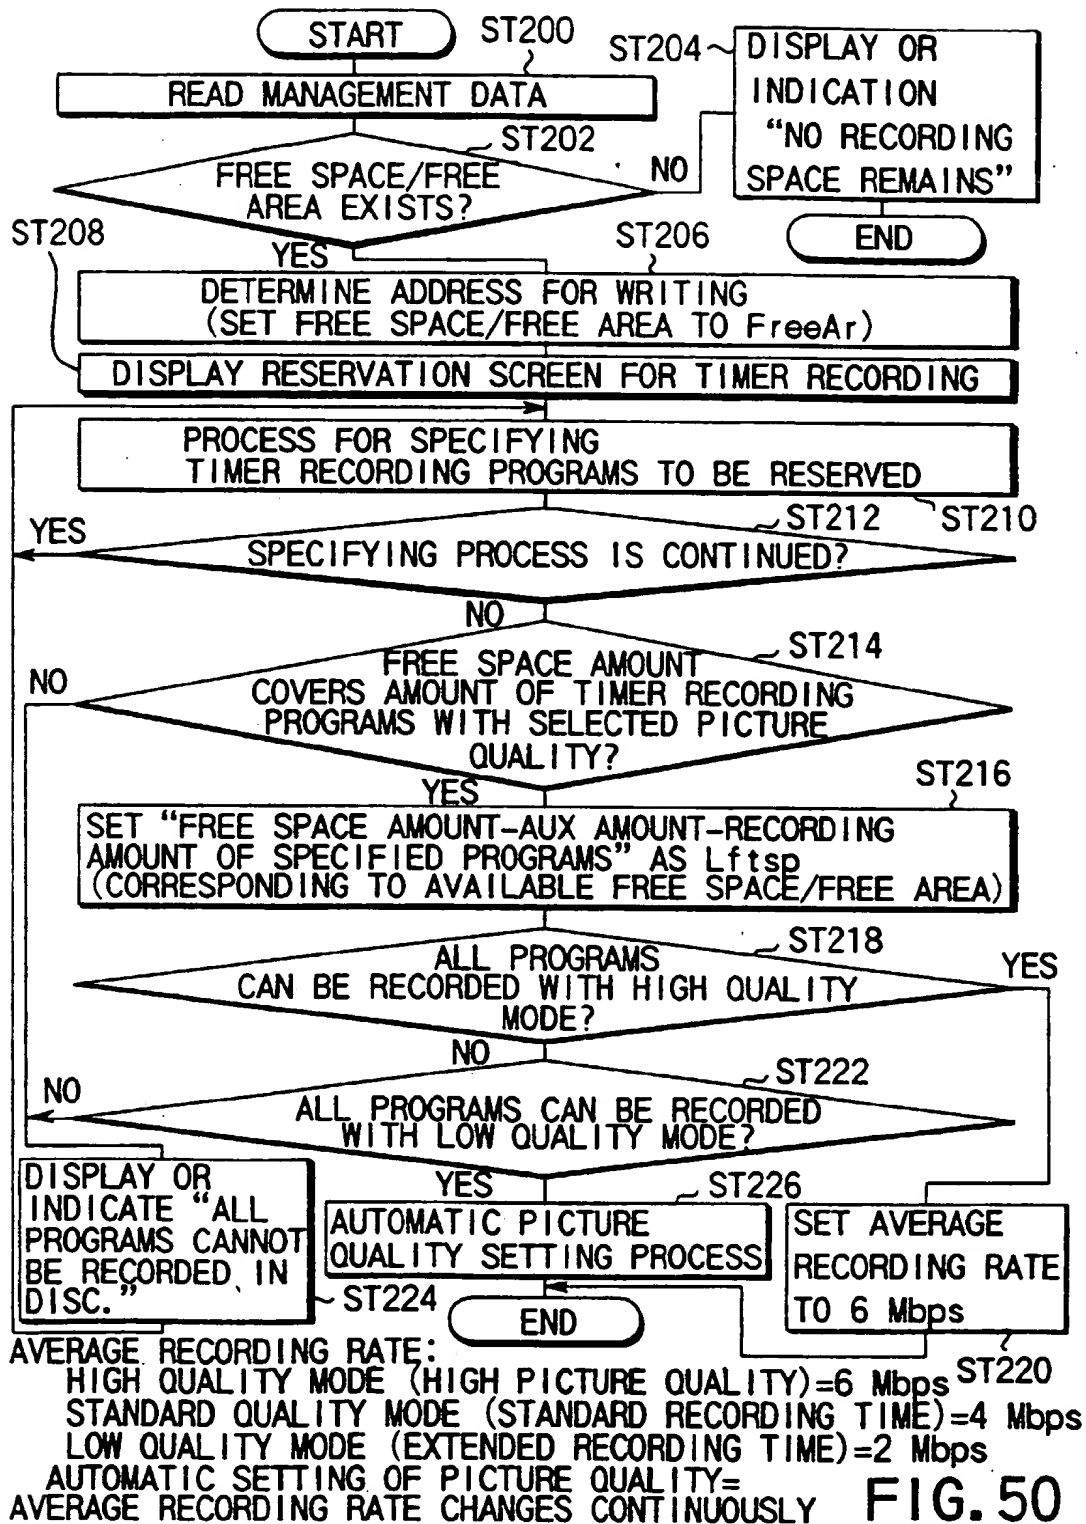 START
ST200
ST204
DISPLAY OR
INDICATION
“NO RECORDING
SPACE REMAINS”
READ MANAGEMENT DATA
ST202
FREE SPACE/FREE
AREA EXISTS?
NO
END
ST208
YES
ST206
DETERMINE ADDRESS FOR WRITING
(SET FREE SPACE/FREE AREA TO FreeAr)
DISPLAY RESERVATION SCREEN FOR TIMER RECORDING
PROCESS FOR SPECIFYING
TIMER RECORDING PROGRAMS TO BE RESERVED
ST210
YES
ST212
SPECIFYING PROCESS IS CONTINUED?
NO
ST214
NO
FREE SPACE AMOUNT
COVERS AMOUNT OF TIMER RECORDING
PROGRAMS WITH SELECTED PICTURE
QUALITY?
YES
ST216
SET “FREE SPACE AMOUNT-AUX AMOUNT-RECORDING
AMOUNT OF SPECIFIED PROGRAMS” AS Lftsp
(CORRESPONDING TO AVAILABLE FREE SPACE/FREE AREA)
ST218
YES
ALL PROGRAMS
CAN BE RECORDED WITH HIGH QUALITY
MODE?
NO
ST222
NO
ALL PROGRAMS CAN BE RECORDED
WITH LOW QUALITY MODE?
YES
ST226
DISPLAY OR
INDICATE “ALL
PROGRAMS CANNOT
BE RECORDED IN
DISC.”
ST224
AUTOMATIC PICTURE
QUALITY SETTING PROCESS
END
SET AVERAGE
RECORDING RATE
TO 6 Mbps
ST220
AVERAGE RECORDING RATE:
HIGH QUALITY MODE (HIGH PICTURE QUALITY)=6 Mbps
STANDARD QUALITY MODE (STANDARD RECORDING TIME)=4 Mbps
LOW QUALITY MODE (EXTENDED RECORDING TIME)=2 Mbps
AUTOMATIC SETTING OF PICTURE QUALITY=
AVERAGE RECORDING RATE CHANGES CONTINUOUSLY
FIG. 50